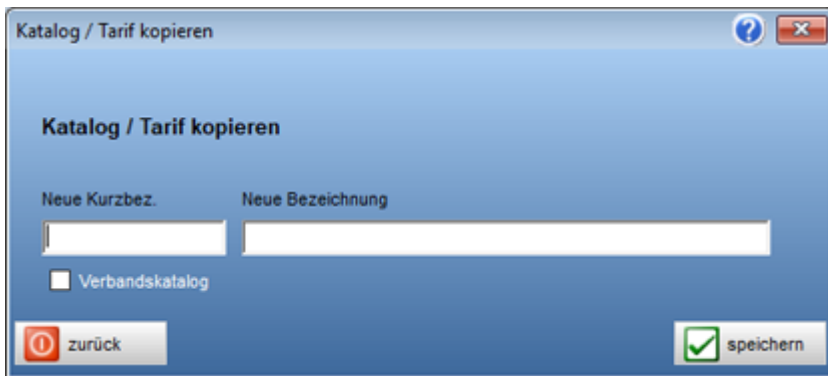 Katalog / Tarif kopieren
Katalog / Tarif kopieren
Neue Kurzbez. Neue Bezeichnung
Verbandskatalog
zurück speichern